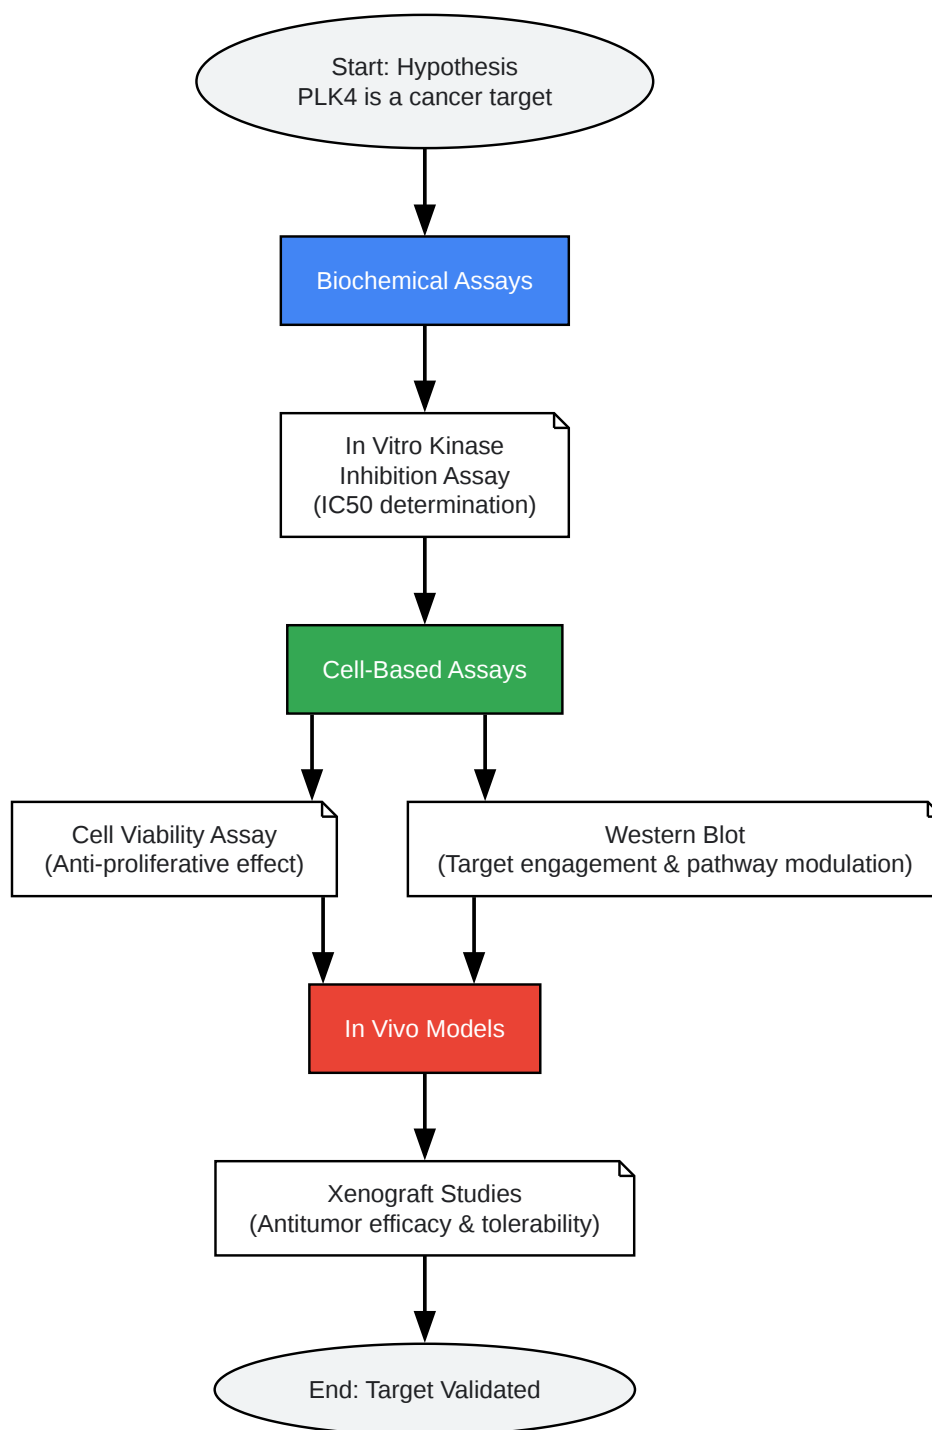 Start: Hypothesis
PLK4 is a cancer target
Biochemical Assays
In Vitro Kinase
Inhibition Assay
(IC50 determination)
Cell-Based Assays
Cell Viability Assay
(Anti-proliferative effect)
Western Blot
(Target engagement & pathway modulation)
In Vivo Models
Xenograft Studies
(Antitumor efficacy & tolerability)
End: Target Validated